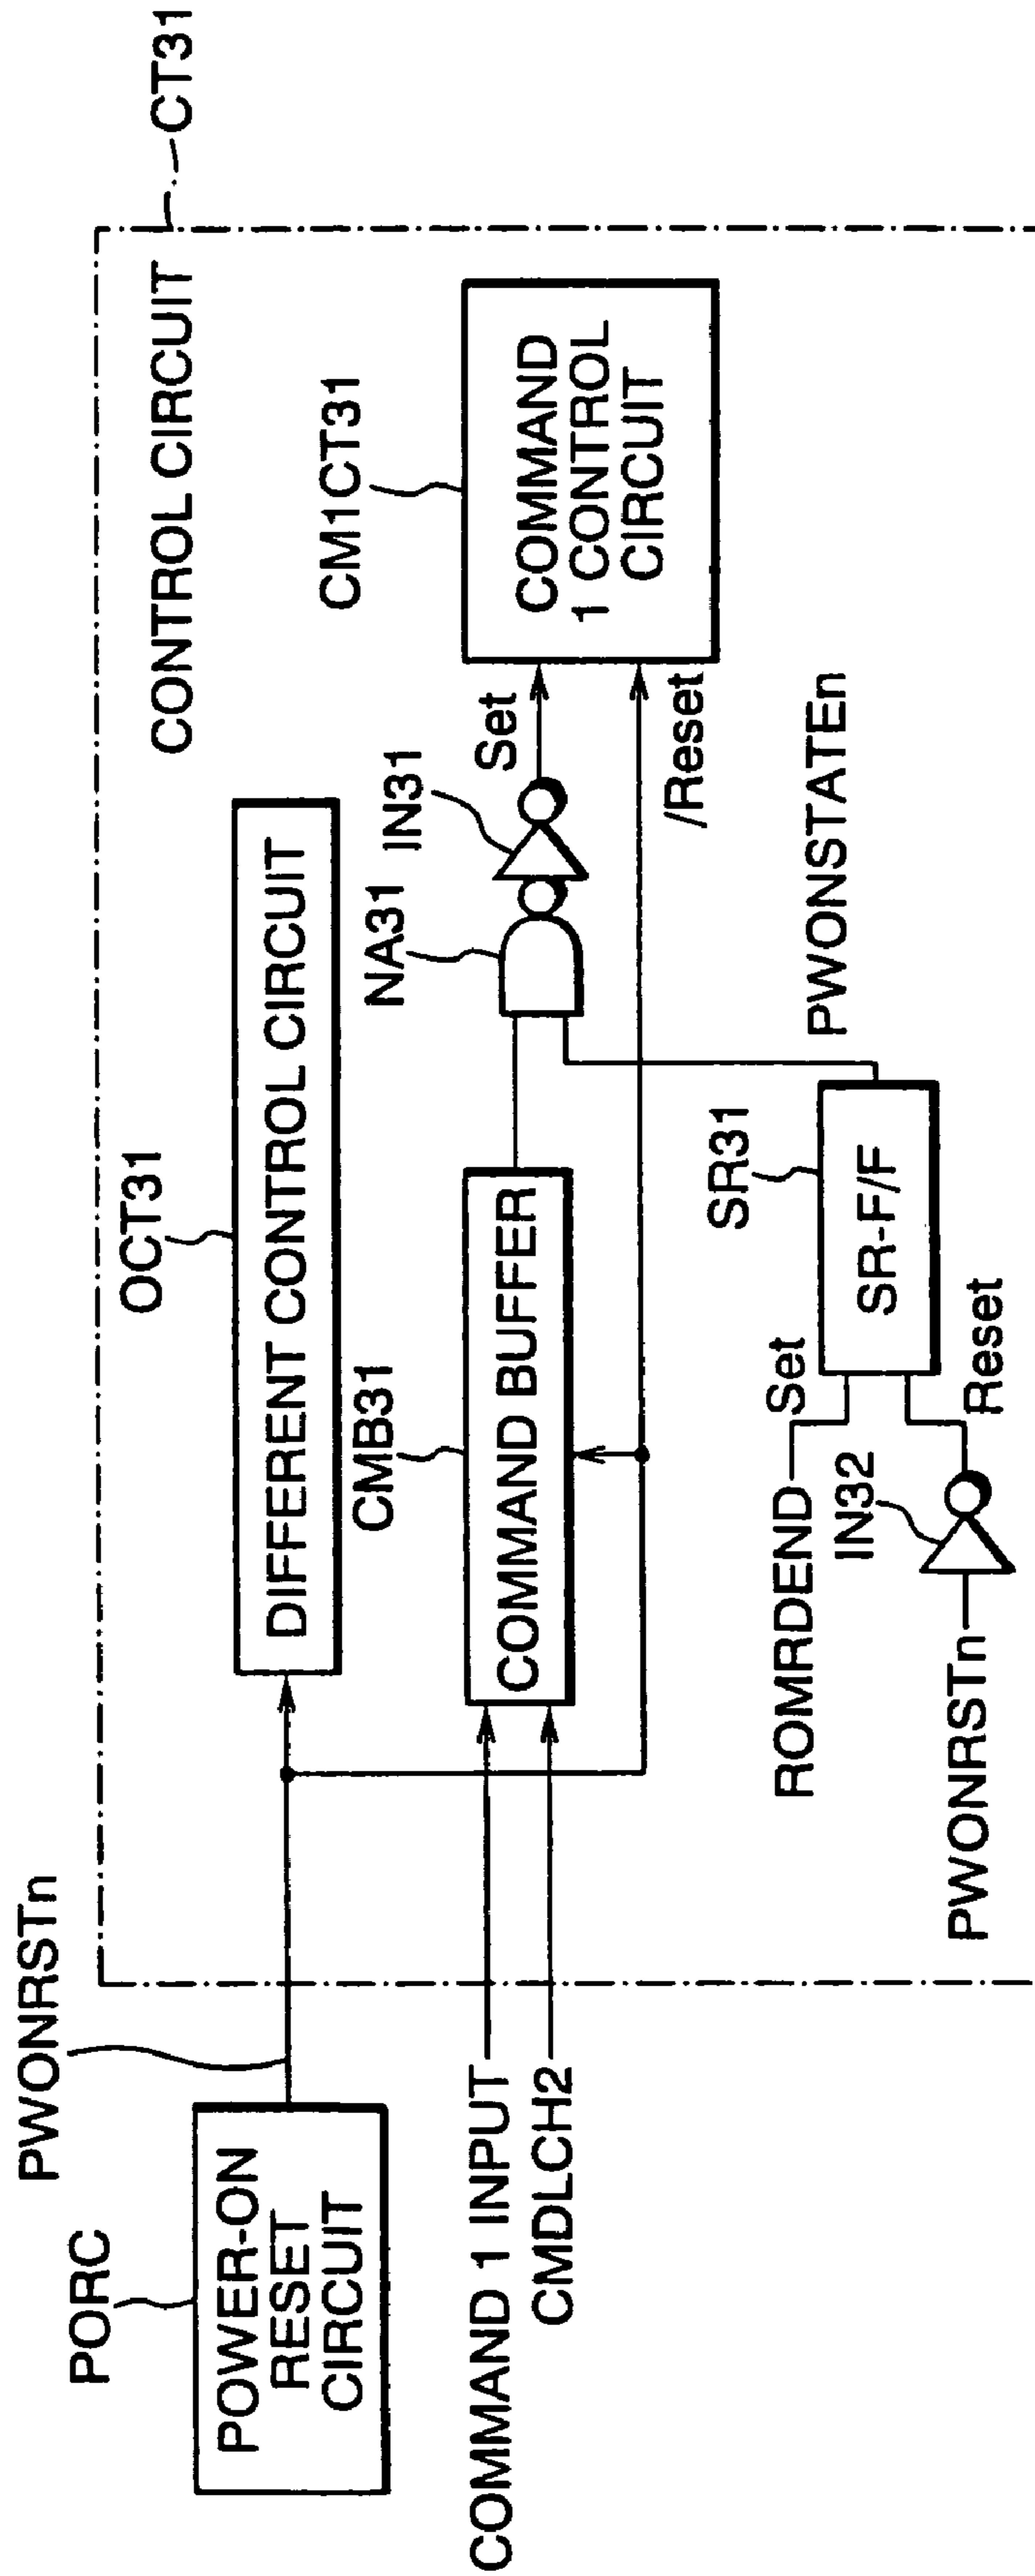 PWONRSTn
PORC
POWER-ON
RESET
CIRCUIT
COMMAND 1 INPUT
CMDLCH2
CONTROL CIRCUIT
CT31
OCT31
DIFFERENT CONTROL CIRCUIT
CMB31
COMMAND BUFFER
NA31
IN31
Set
/Reset
CM1CT31
COMMAND
1 CONTROL
CIRCUIT
ROMRDEND
Set
IN32
PWONRSTn
Reset
SR31
SR-F/F
PWONSTATEn